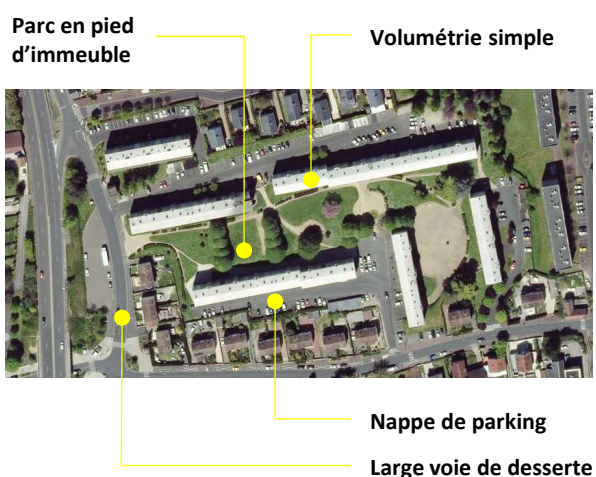 Parc en pied
d’immeuble
Volumétrie simple
Nappe de parking
Large voie de desserte